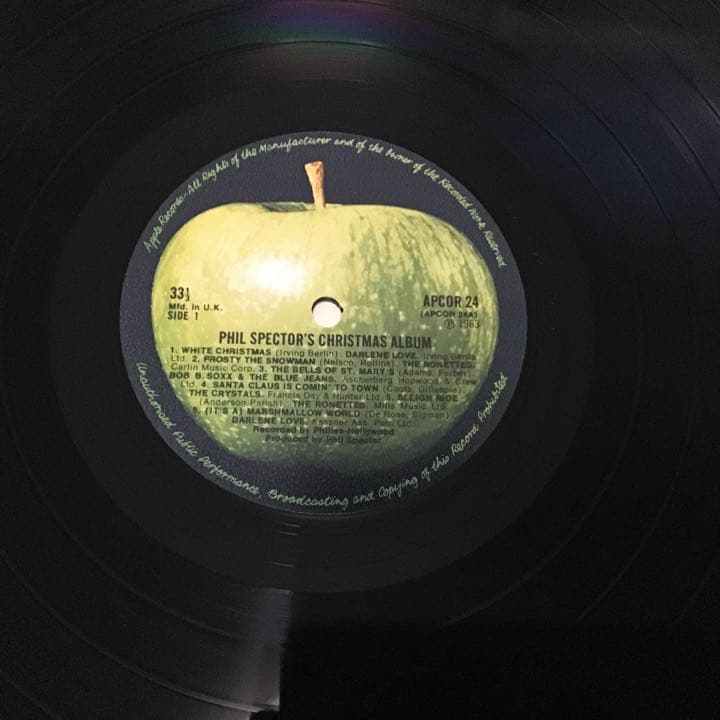 Apple Records-All Rights of the Manufacturer and of the Owner of the Recorded Work Reserved
33⅓
Mfd. in U.K.
SIDE 1
APCOR 24
(APCOR 24A)
℗ 1963
PHIL SPECTOR'S CHRISTMAS ALBUM
1. WHITE CHRISTMAS (Irving Berlin). DARLENE LOVE. Irving Berlin
Ltd. 2. FROSTY THE SNOWMAN (Nelson, Rollins). THE RONETTES.
Carlin Music Corp. 3. THE BELLS OF ST. MARY'S (Adams, Furber).
BOB B. SOXX & THE BLUE JEANS. Ascherberg Hopwood & Crew
Ltd. 4. SANTA CLAUS IS COMIN' TO TOWN (Coots, Gillespie)
THE CRYSTALS. Francis Day & Hunter Ltd. 5. SLEIGH RIDE
(Anderson, Parish). THE RONETTES. Mills Music Ltd.
6. (IT'S A) MARSHMALLOW WORLD (De Rose, Sigman).
DARLENE LOVE. Kassner Ass. Pub. Ltd.
Recorded by Philles-Hollywood
Produced by Phil Spector
Unauthorised Public Performance, Broadcasting and Copying of this Record Prohibited